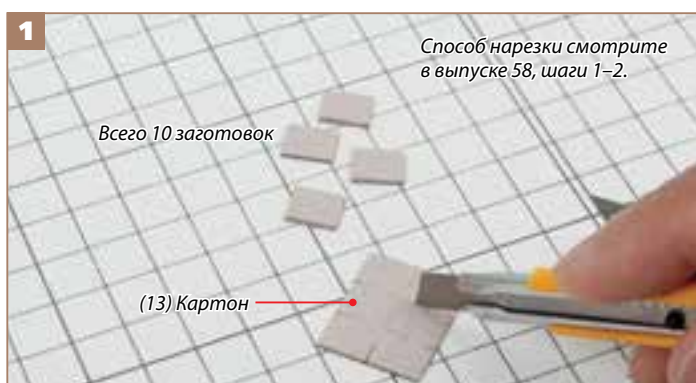 1
Способ нарезки смотрите
в выпуске 58, шаги 1–2.
Всего 10 заготовок
(13) Картон